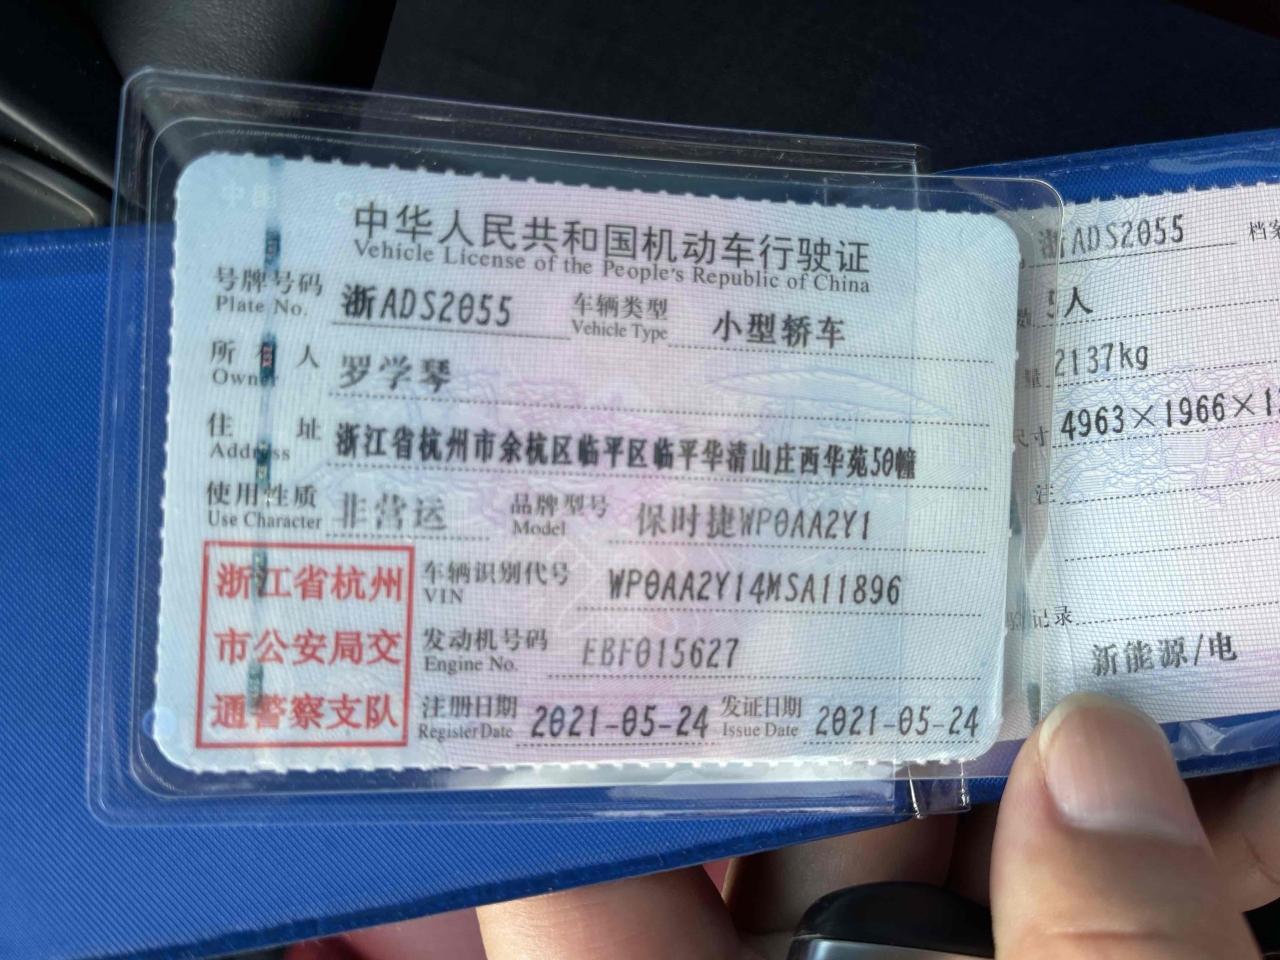 中华人民共和国机动车行驶证
Vehicle License of the People's Republic of China
号牌号码 浙ADS2055 车辆类型 小型轿车
Plate No. Vehicle Type
所 人 罗学琴
Owner
住 址 浙江省杭州市余杭区临平区临平华清山庄西华苑50幢
Address
使用性质 非营运 品牌型号 保时捷WP0AA2Y1
Use Character Model
浙江省杭州
市公安局交
通警察支队
车辆识别代号 WP0AA2Y14MSA11896
VIN
发动机号码 EBF015627
Engine No.
注册日期 2021-05-24 发证日期 2021-05-24
Register Date Issue Date
浙ADS2055 档案
人
2137kg
尺寸 4963×1966×1
注
记录
新能源/电